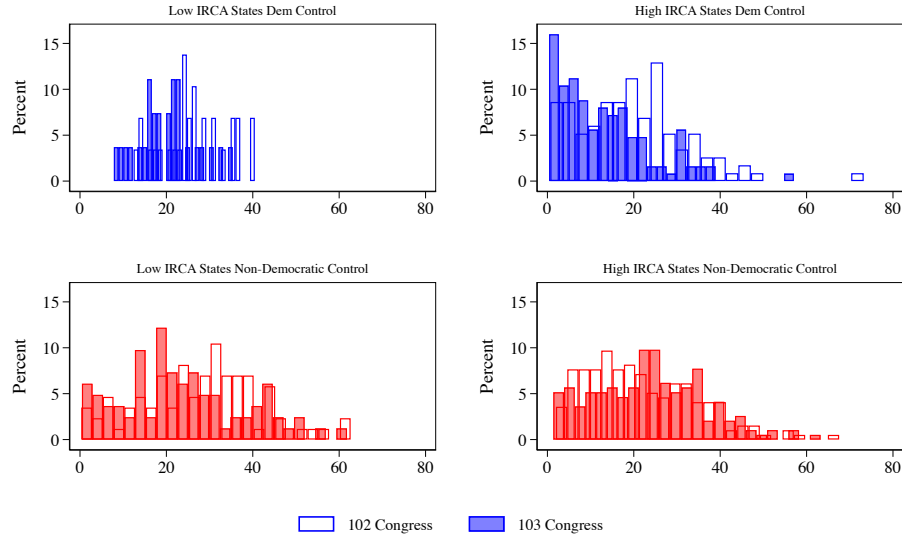 Low IRCA States Dem Control
High IRCA States Dem Control
Percent
15
10
5
0
0 20 40 60 80
Percent
15
10
5
0
0 20 40 60 80
Low IRCA States Non-Democratic Control
High IRCA States Non-Democratic Control
Percent
15
10
5
0
0 20 40 60 80
Percent
15
10
5
0
0 20 40 60 80
102 Congress 103 Congress